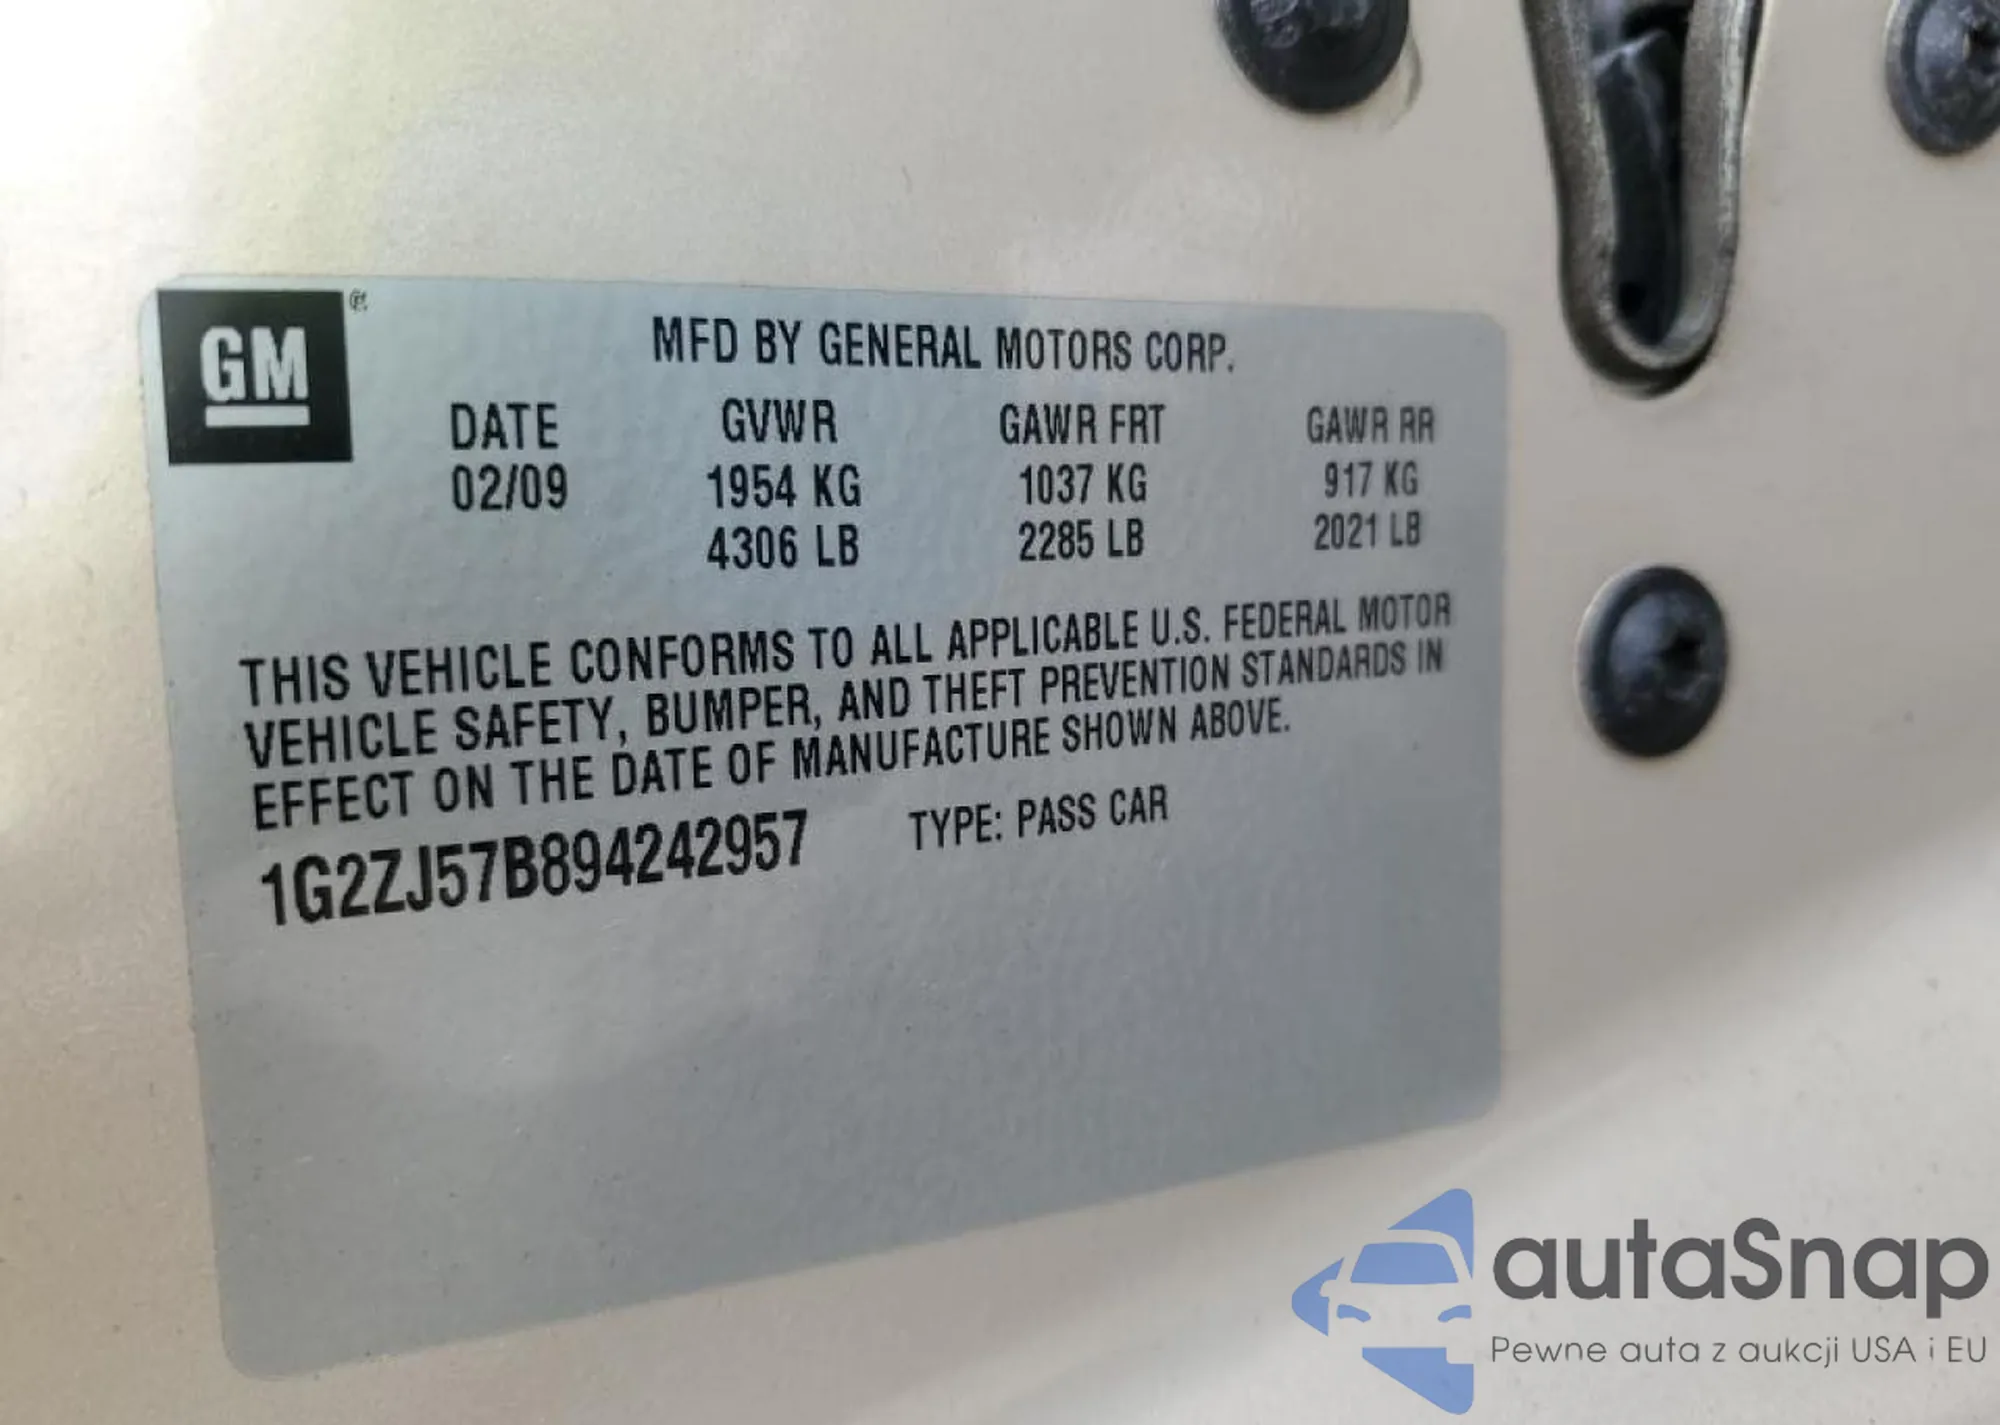 GM
MFD BY GENERAL MOTORS CORP.
DATE GVWR GAWR FRT GAWR RR
02/09 1954 KG 1037 KG 917 KG
4306 LB 2285 LB 2021 LB
THIS VEHICLE CONFORMS TO ALL APPLICABLE U.S. FEDERAL MOTOR
VEHICLE SAFETY, BUMPER, AND THEFT PREVENTION STANDARDS IN
EFFECT ON THE DATE OF MANUFACTURE SHOWN ABOVE.
1G2ZJ57B894242957 TYPE: PASS CAR
autaSnap
Pewne auta z aukcji USA i EU